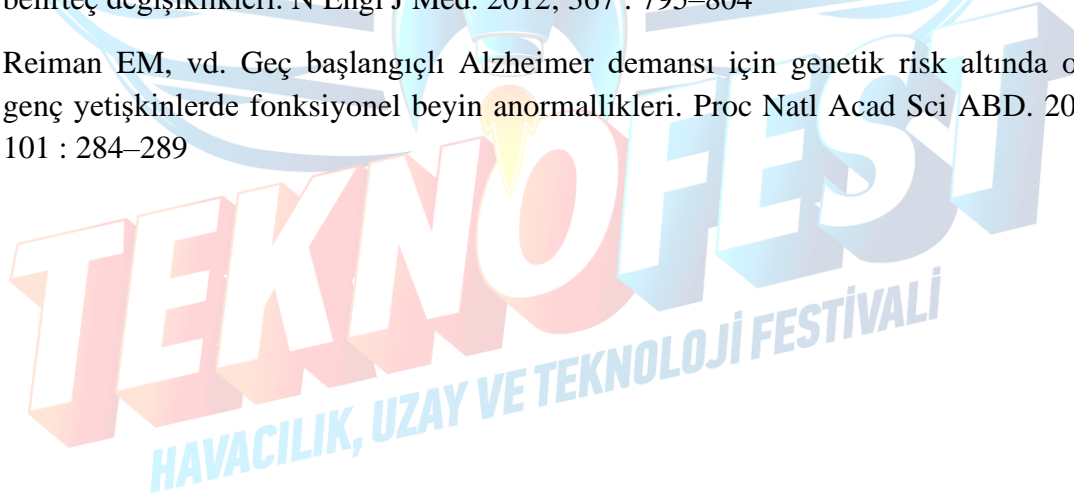 belirteç değişiklikleri. N Engl J Med. 2012; 367 : 795–804
Reiman EM, vd. Geç başlangıçlı Alzheimer demansı için genetik risk altında
genç yetişkinlerde fonksiyonel beyin anormallikleri. Proc Natl Acad Sci ABD.
101 : 284–289
TEKNOFEST
HAVACILIK, UZAY VE TEKNOLOJİ FESTİVALİ